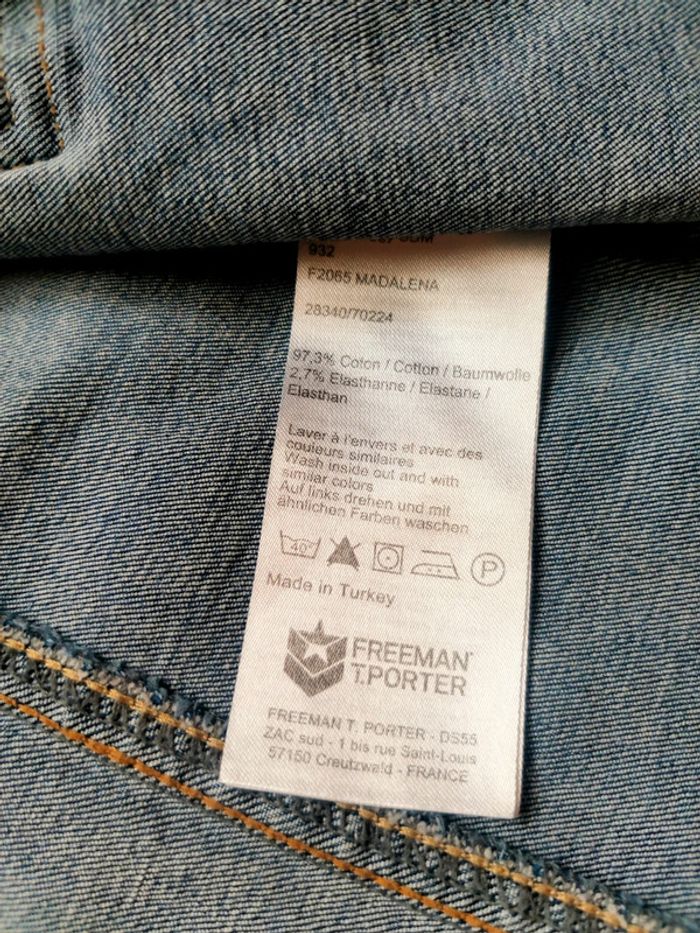 932
F2065 MADALENA
28340/70224
97,3% Coton / Cotton / Baumwolle
2,7% Elasthanne / Elastane /
Elasthan
Laver à l'envers et avec des
couleurs similaires
Wash inside out and with
similar colors
Auf links drehen und mit
ähnlichen Farben waschen
40°
P
Made in Turkey
FREEMAN
T.PORTER
FREEMAN T. PORTER - DS55
ZAC sud - 1 bis rue Saint-Louis
57150 Creutzwald - FRANCE